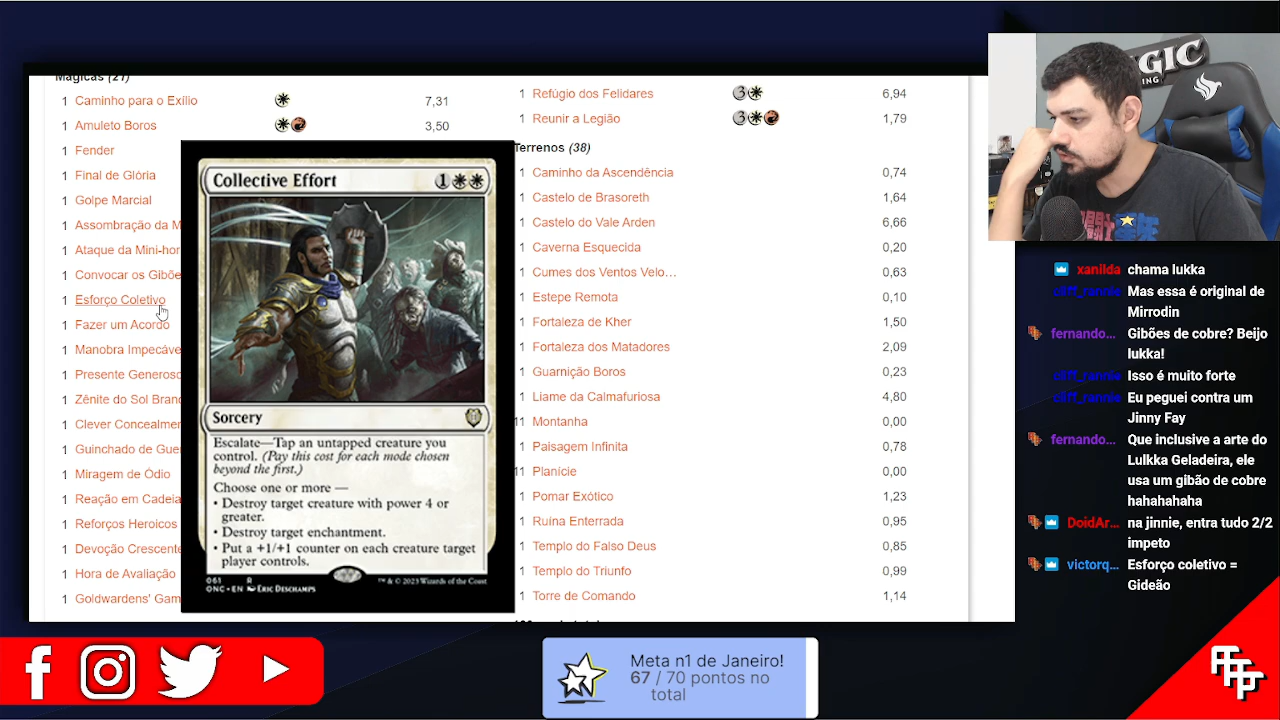 Mágicas (27)
1 Caminho para o Exílio 7,31
1 Amuleto Boros 3,50
1 Fender
1 Final de Glória
1 Golpe Marcial
1 Assombração da M
1 Ataque da Mini-hor
1 Convocar os Gibõe
1 Esforço Coletivo
1 Fazer um Acordo
1 Manobra Impecáve
1 Presente Generoso
1 Zênite do Sol Branc
1 Clever Concealmen
1 Guinchado de Gue
1 Miragem de Ódio
1 Reação em Cadeia
1 Reforços Heroicos
1 Devoção Crescente
1 Hora de Avaliação
1 Goldwardens' Gam
Collective Effort 1
Sorcery
Escalate—Tap an untapped creature you
control. (Pay this cost for each mode chosen
beyond the first.)
Choose one or more —
• Destroy target creature with power 4 or
greater.
• Destroy target enchantment.
• Put a +1/+1 counter on each creature target
player controls.
061 R
ONC • EN ERIC DESCHAMPS
™ & © 2023 Wizards of the Coast
1 Refúgio dos Felidares 3 6,94
1 Reunir a Legião 3 1,79
Terrenos (38)
1 Caminho da Ascendência 0,74
1 Castelo de Brasoreth 1,64
1 Castelo do Vale Arden 6,66
1 Caverna Esquecida 0,20
1 Cumes dos Ventos Velo… 0,63
1 Estepe Remota 0,10
1 Fortaleza de Kher 1,50
1 Fortaleza dos Matadores 2,09
1 Guarnição Boros 0,23
1 Liame da Calmafuriosa 4,80
11 Montanha 0,00
1 Paisagem Infinita 0,78
11 Planície 0,00
1 Pomar Exótico 1,23
1 Ruína Enterrada 0,95
1 Templo do Falso Deus 0,85
1 Templo do Triunfo 0,99
1 Torre de Comando 1,14
GIC
xanilda chama lukka
cliff_rannie Mas essa é original de
Mirrodin
fernando... Gibões de cobre? Beijo
lukka!
cliff_rannie Isso é muito forte
cliff_rannie Eu peguei contra um
Jinny Fay
fernando... Que inclusive a arte do
Lulkka Geladeira, ele
usa um gibão de cobre
hahahahaha
DoidAr... na jinnie, entra tudo 2/2
impeto
victorq... Esforço coletivo =
Gideão
Meta n1 de Janeiro!
67 / 70 pontos no
total